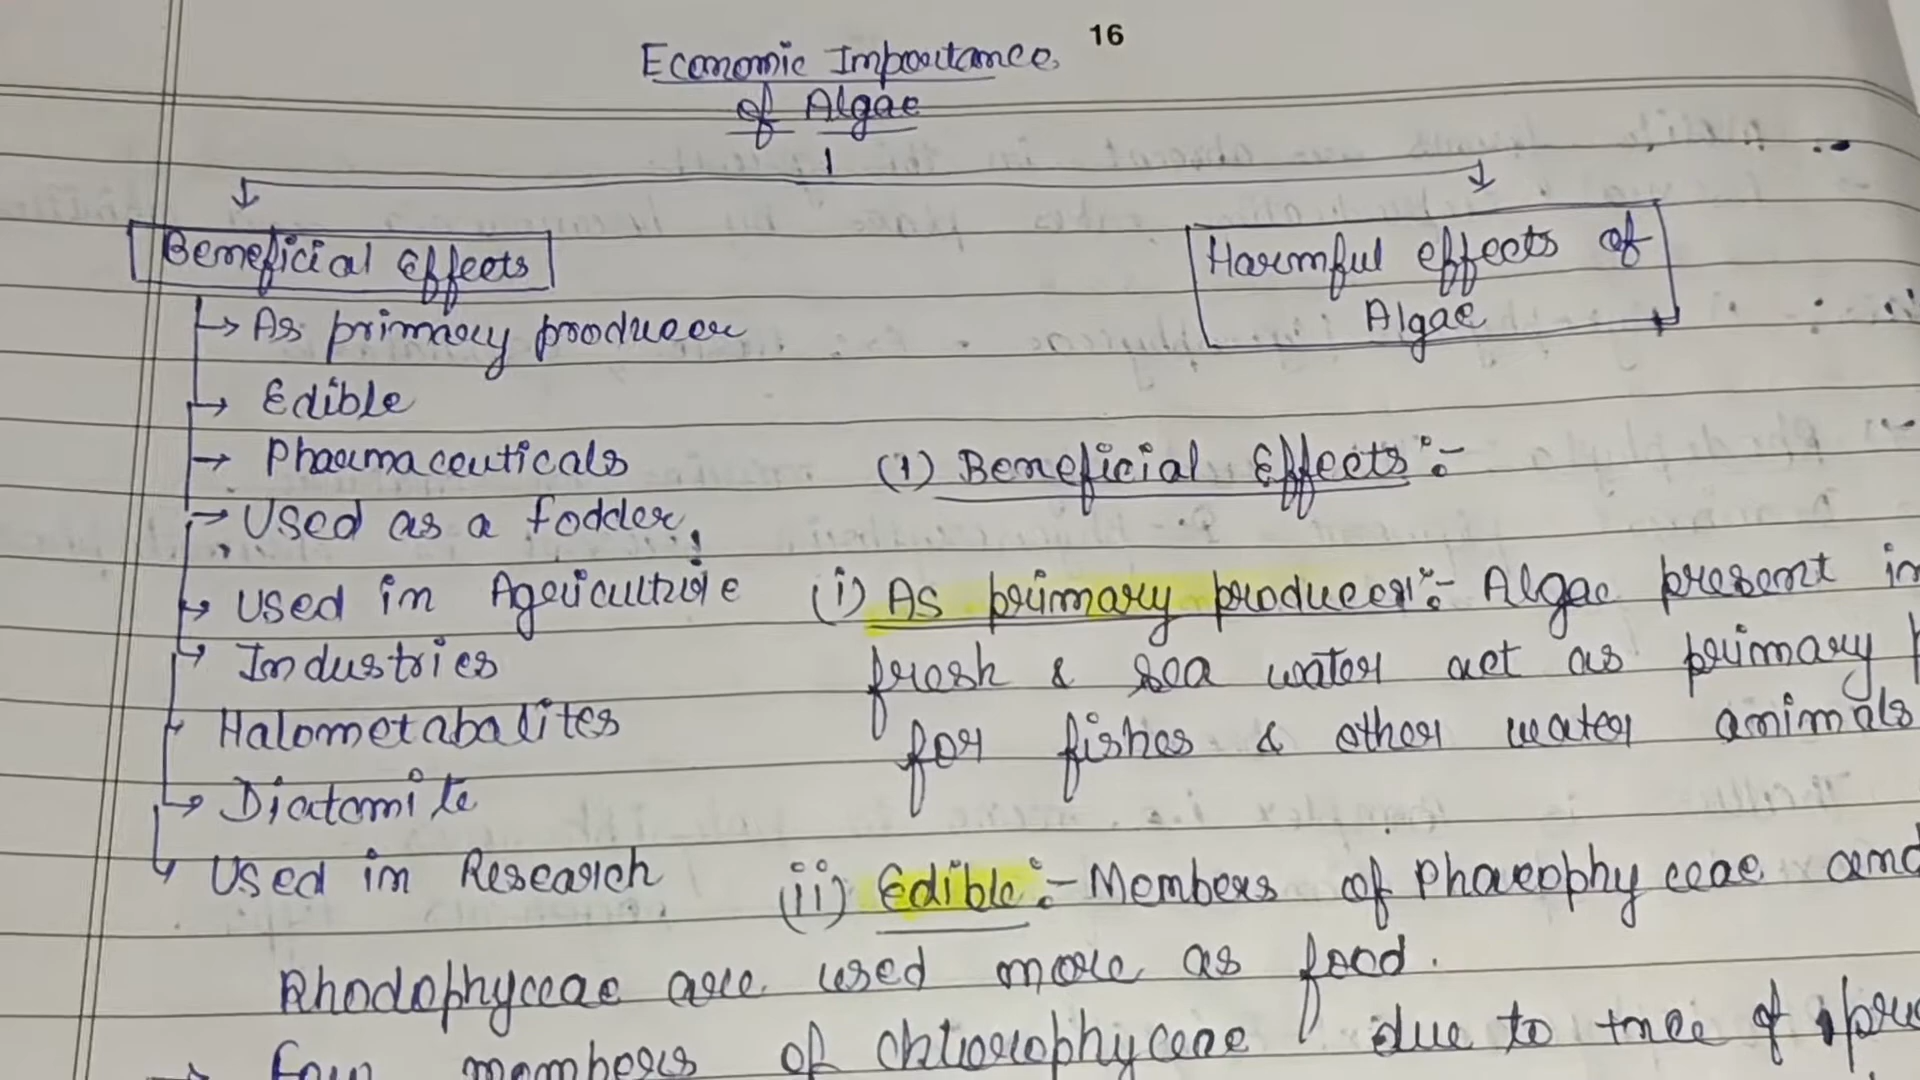 16
Economic Importance
of Algae
Beneficial Effects
Harmful effects of
Algae
As primary producer
Edible
Pharmaceuticals
Used as a fodder
Used in Agriculture
Industries
Halometabalites
Diatomite
Used in Research
(1) Beneficial Effects :-
(i) As primary producer :- Algae present in
fresh & sea water act as primary
for fishes & other water animals
(ii) Edible :- Members of Phaeophyceae and
Rhodophyceae are used more as food.
members of chlorophyceae due to